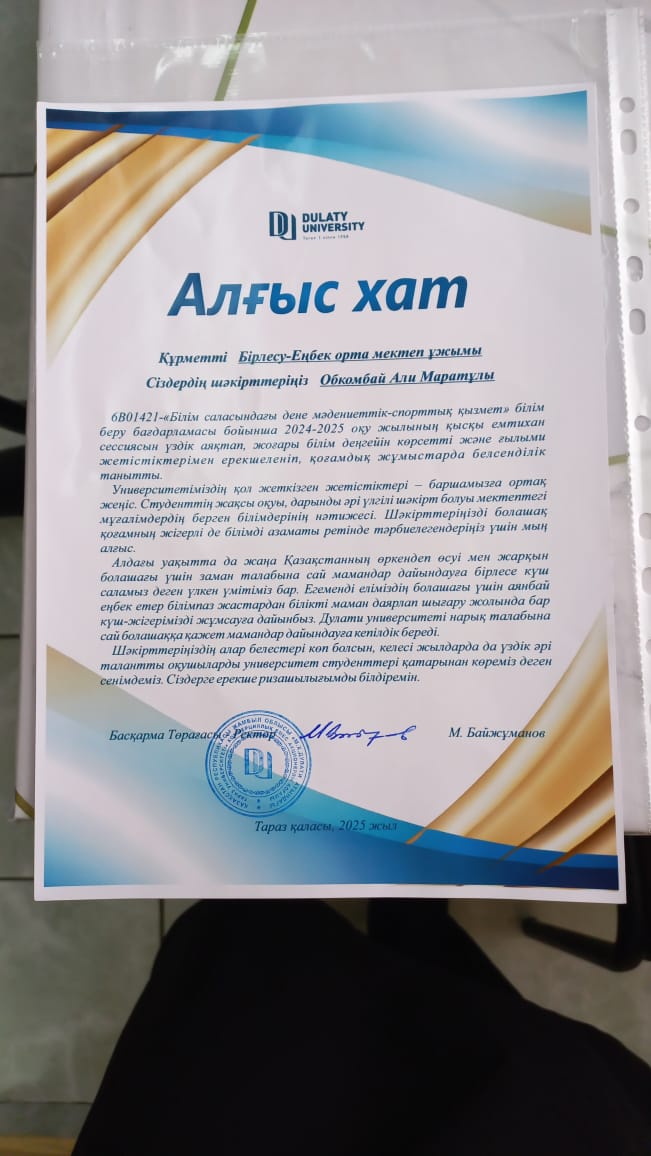 DULATY
UNIVERSITY
Taraz | since 1958
Алғыс хат
Құрметті Бірлесу-Еңбек орта мектеп ұжымы
Сіздердің шәкірттеріңіз Обкомбай Али Маратұлы
6В01421-«Білім саласындағы дене мәдениеттік-спорттық қызмет» білім
беру бағдарламасы бойынша 2024-2025 оқу жылының қысқы емтихан
сессиясын үздік аяқтап, жоғары білім деңгейін көрсетті және ғылыми
жетістіктерімен ерекшеленіп, қоғамдық жұмыстарда белсенділік
танытты.
Университетіміздің қол жеткізген жетістіктері – баршамызға ортақ
жеңіс. Студенттің жақсы оқуы, дарынды әрі үлгілі шәкірт болуы мектептегі
мұғалімдердің берген білімдерінің нәтижесі. Шәкірттеріңізді болашақ
қоғамның жігерлі де білімді азаматы ретінде тәрбиелегендеріңіз үшін мың
алғыс.
Алдағы уақытта да жаңа Қазақстанның өркендеп өсуі мен жарқын
болашағы үшін заман талабына сай мамандар дайындауға бірлесе күш
саламыз деген үлкен үмітіміз бар. Егеменді еліміздің болашағы үшін аянбай
еңбек етер білімпаз жастардан білікті маман даярлап шығару жолында бар
күш-жігерімізді жұмсауға дайынбыз. Дулати университеті нарық талабына
сай болашаққа қажет мамандар дайындауға кепілдік береді.
Шәкірттеріңіздің алар белестері көп болсын, келесі жылдарда да үздік әрі
талантты оқушыларды университет студенттері қатарынан көреміз деген
сенімдеміз. Сіздерге ерекше ризашылығымды білдіремін.
Басқарма Төрағасы - Ректор М. Байжуманов
Тараз қаласы, 2025 жыл